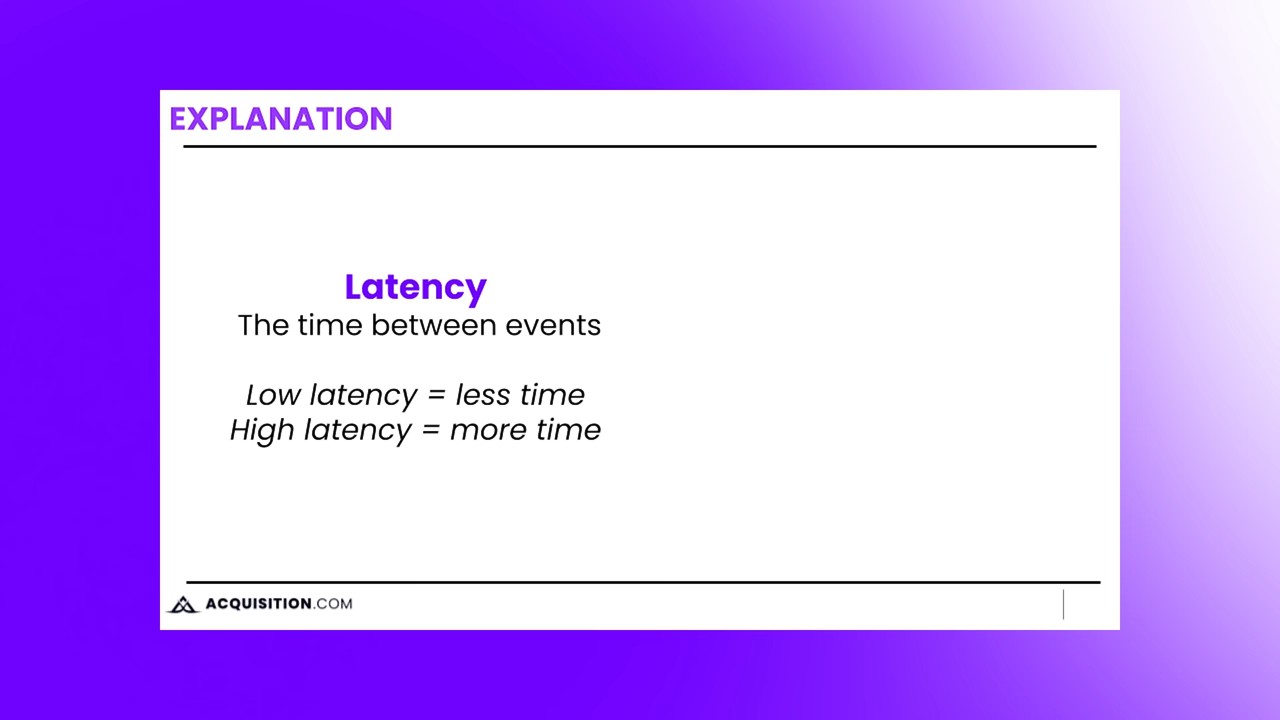 EXPLANATION
Latency
The time between events
Low latency = less time
High latency = more time
ACQUISITION.COM